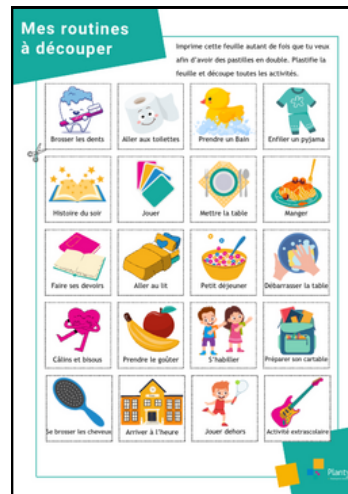 Mes routines
à découper
Imprime cette feuille autant de fois que tu veux
afin d'avoir des pastilles en double. Plastifie la
feuille et découpe toutes les activités.
Brosser les dents
Aller aux toilettes
Prendre un Bain
Enfiler un pyjama
Histoire du soir
Jouer
Mettre la table
Manger
Faire ses devoirs
Aller au lit
Petit déjeuner
Débarrasser la table
Câlins et bisous
Prendre le goûter
S'habiller
Préparer son cartable
Se brosser les cheveux
Arriver à l'heure
Jouer dehors
Activité extrascolaire